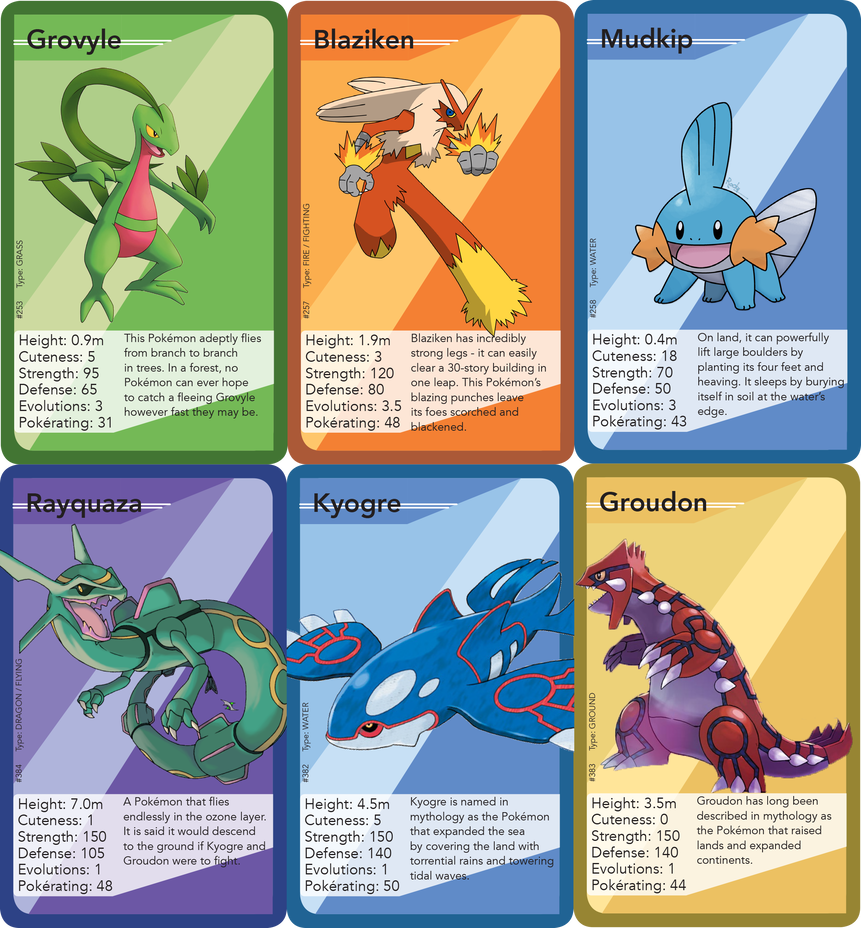 Grovyle
Type: GRASS
#253
Height: 0.9m
Cuteness: 5
Strength: 95
Defense: 65
Evolutions: 3
Pokérating: 31
This Pokémon adeptly flies
from branch to branch
in trees. In a forest, no
Pokémon can ever hope
to catch a fleeing Grovyle
however fast they may be.
Blaziken
Type: FIRE / FIGHTING
#257
Height: 1.9m
Cuteness: 3
Strength: 120
Defense: 80
Evolutions: 3.5
Pokérating: 48
Blaziken has incredibly
strong legs - it can easily
clear a 30-story building in
one leap. This Pokémon's
blazing punches leave
its foes scorched and
blackened.
Mudkip
Type: WATER
#258
Height: 0.4m
Cuteness: 18
Strength: 70
Defense: 50
Evolutions: 3
Pokérating: 43
On land, it can powerfully
lift large boulders by
planting its four feet and
heaving. It sleeps by burying
itself in soil at the water's
edge.
Rayquaza
Type: DRAGON / FLYING
#384
Height: 7.0m
Cuteness: 1
Strength: 150
Defense: 105
Evolutions: 1
Pokérating: 48
A Pokémon that flies
endlessly in the ozone layer.
It is said it would descend
to the ground if Kyogre and
Groudon were to fight.
Kyogre
Type: WATER
#382
Height: 4.5m
Cuteness: 5
Strength: 150
Defense: 140
Evolutions: 1
Pokérating: 50
Kyogre is named in
mythology as the Pokémon
that expanded the sea
by covering the land with
torrential rains and towering
tidal waves.
Groudon
Type: GROUND
#383
Height: 3.5m
Cuteness: 0
Strength: 150
Defense: 140
Evolutions: 1
Pokérating: 44
Groudon has long been
described in mythology as
the Pokémon that raised
lands and expanded
continents.